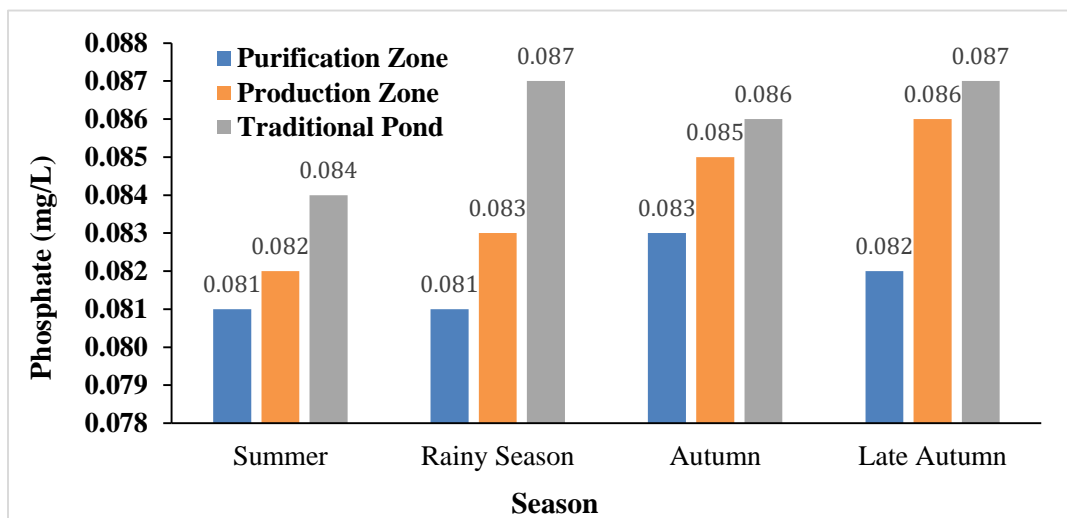 0.088
0.087
0.086
0.085
0.084
0.083
0.082
0.081
0.080
0.079
0.078
Phosphate (mg/L)
Purification Zone
Production Zone
Traditional Pond
0.081
0.082
0.084
0.081
0.083
0.087
0.083
0.085
0.086
0.082
0.086
0.087
Summer
Rainy Season
Autumn
Late Autumn
Season